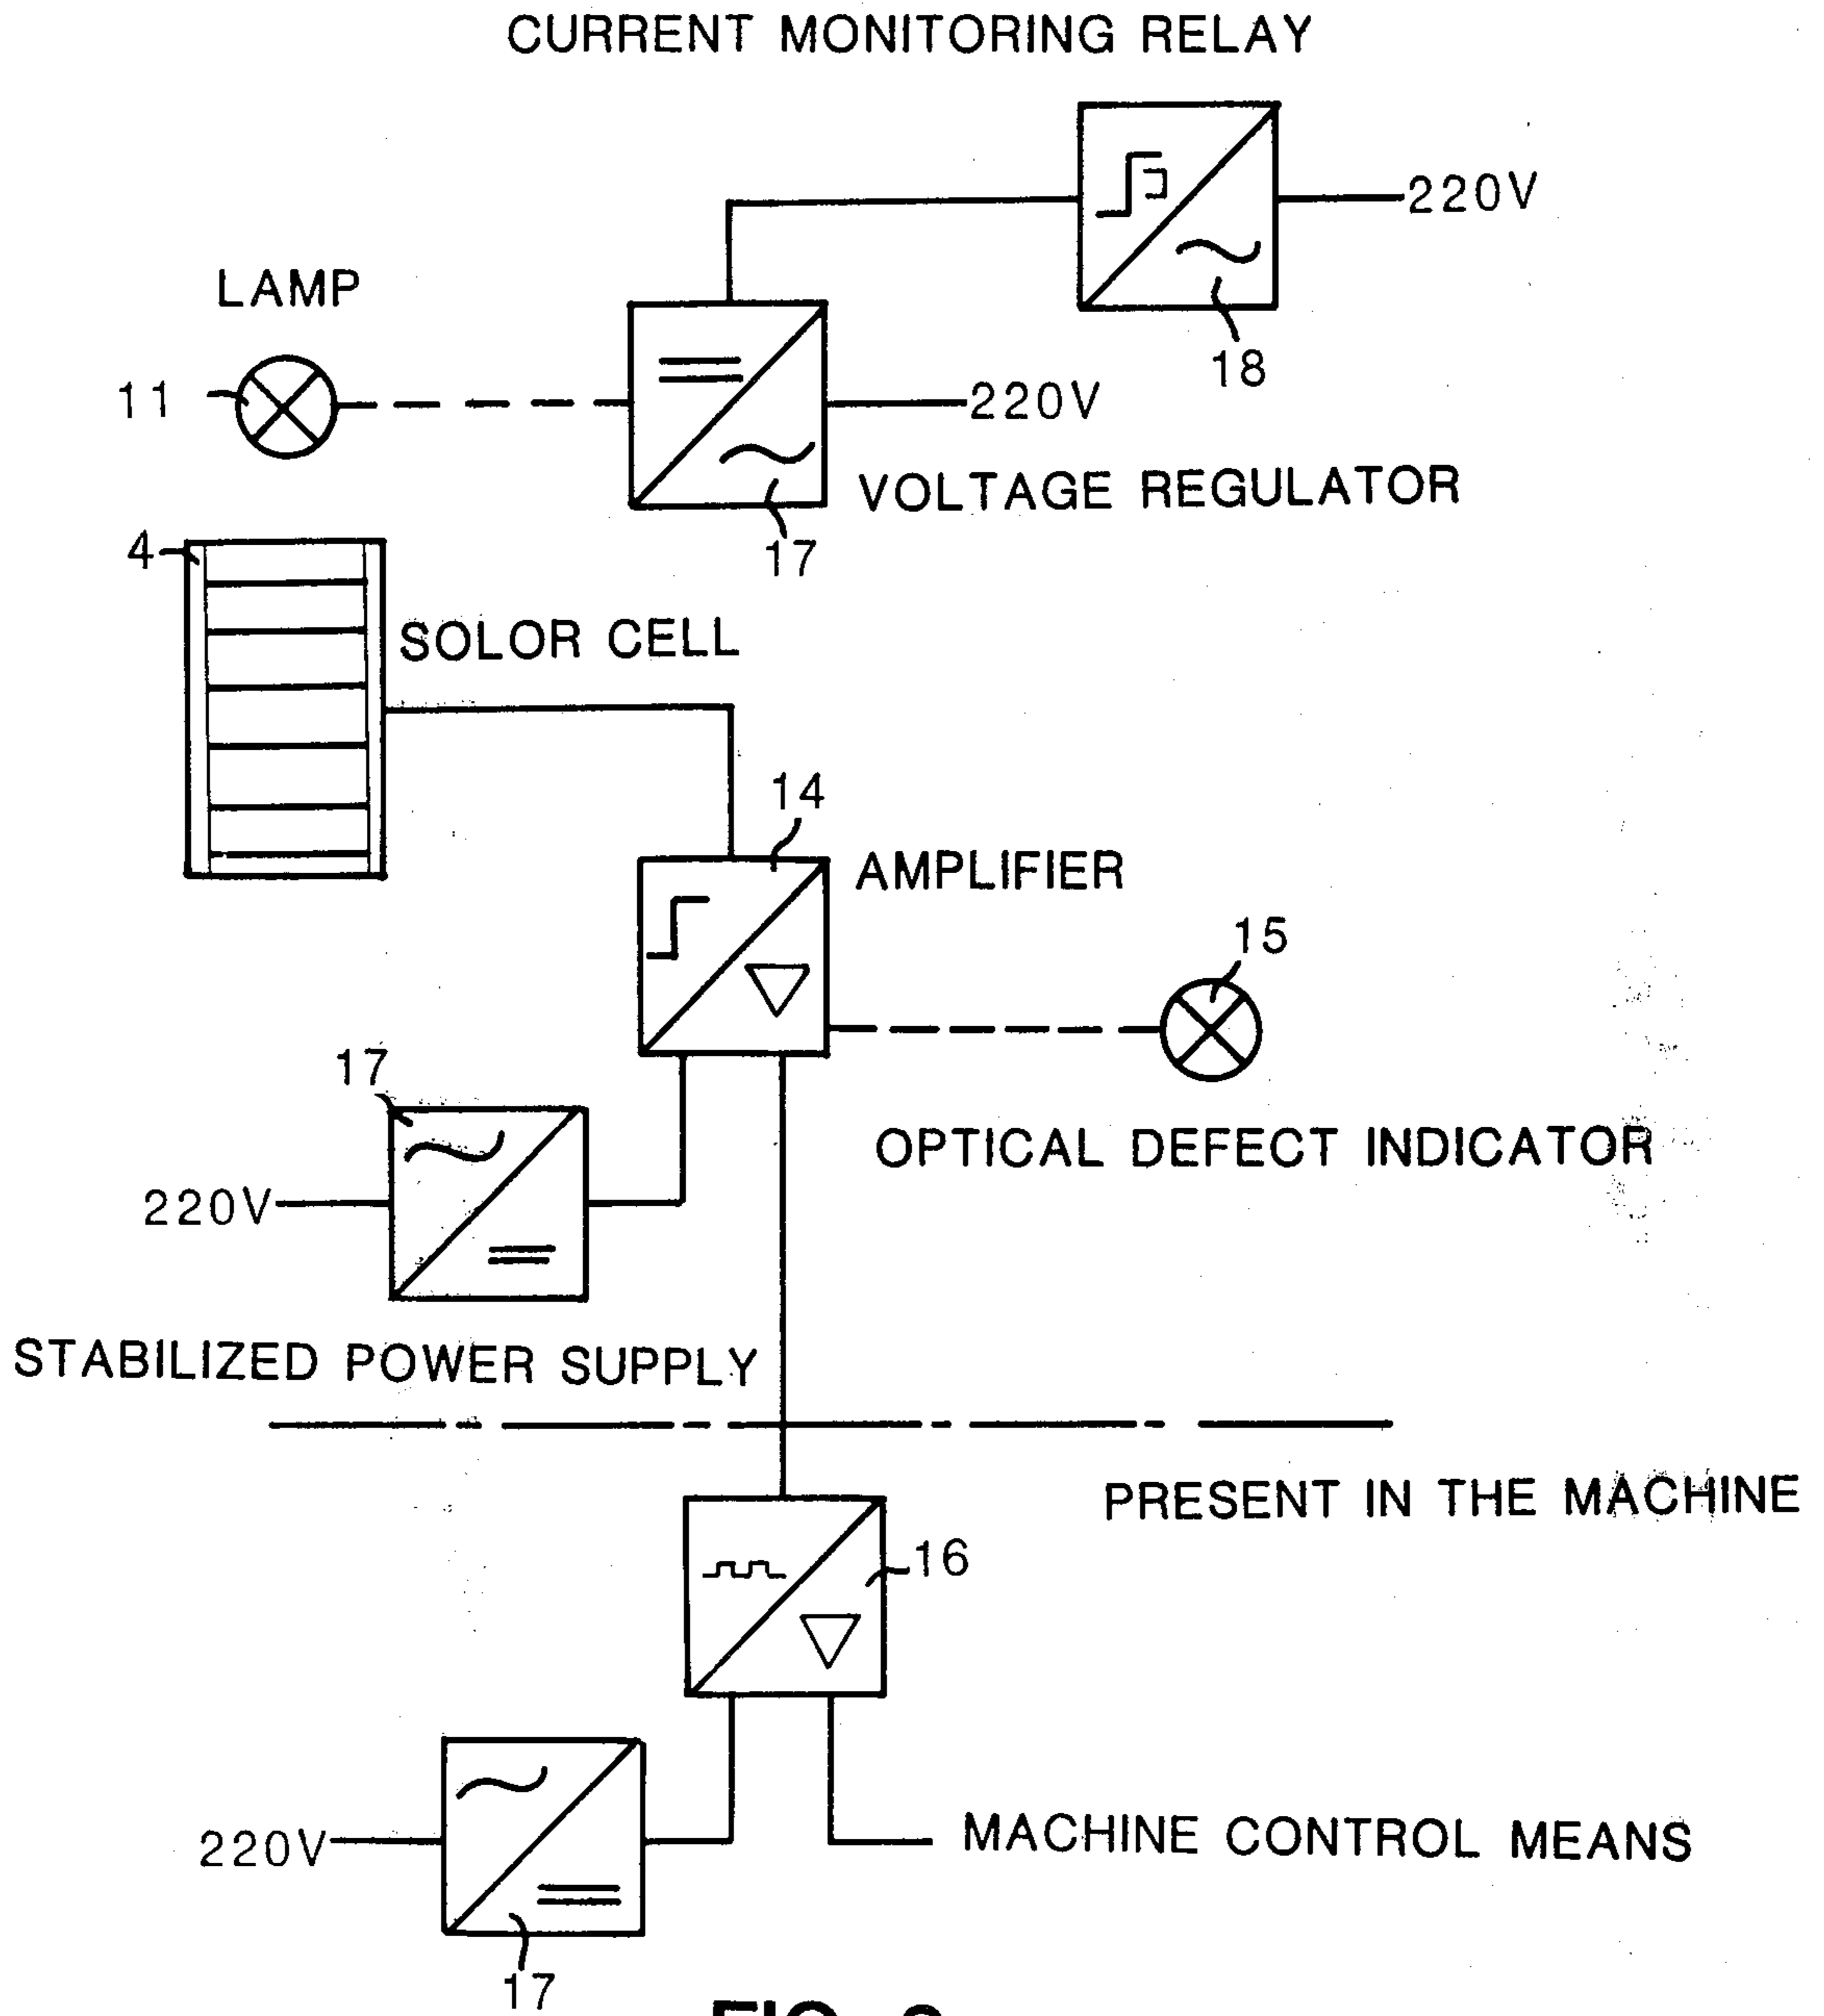 CURRENT MONITORING RELAY
220V
18
LAMP
11
220V
VOLTAGE REGULATOR
17
4
SOLOR CELL
14
AMPLIFIER
15
17
OPTICAL DEFECT INDICATOR
220V
STABILIZED POWER SUPPLY
PRESENT IN THE MACHINE
16
220V
MACHINE CONTROL MEANS
17